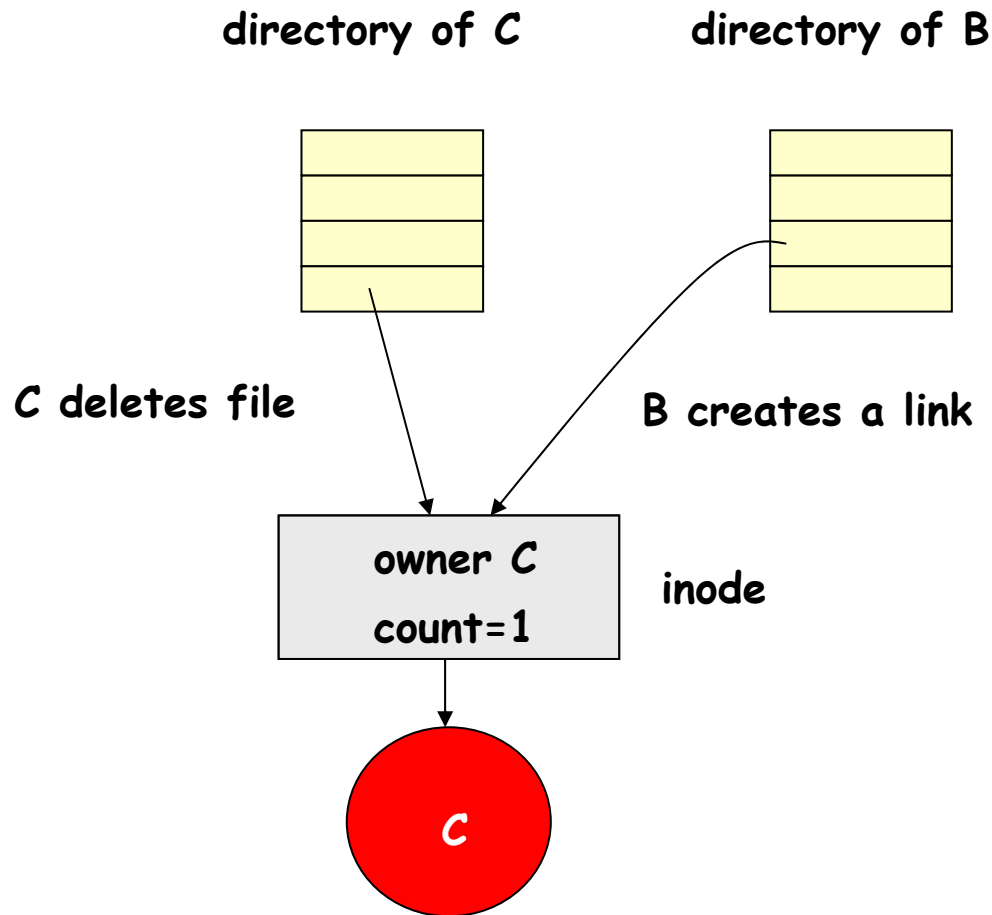 directory of C
directory of B
C deletes file
B creates a link
owner C
count=1
inode
C